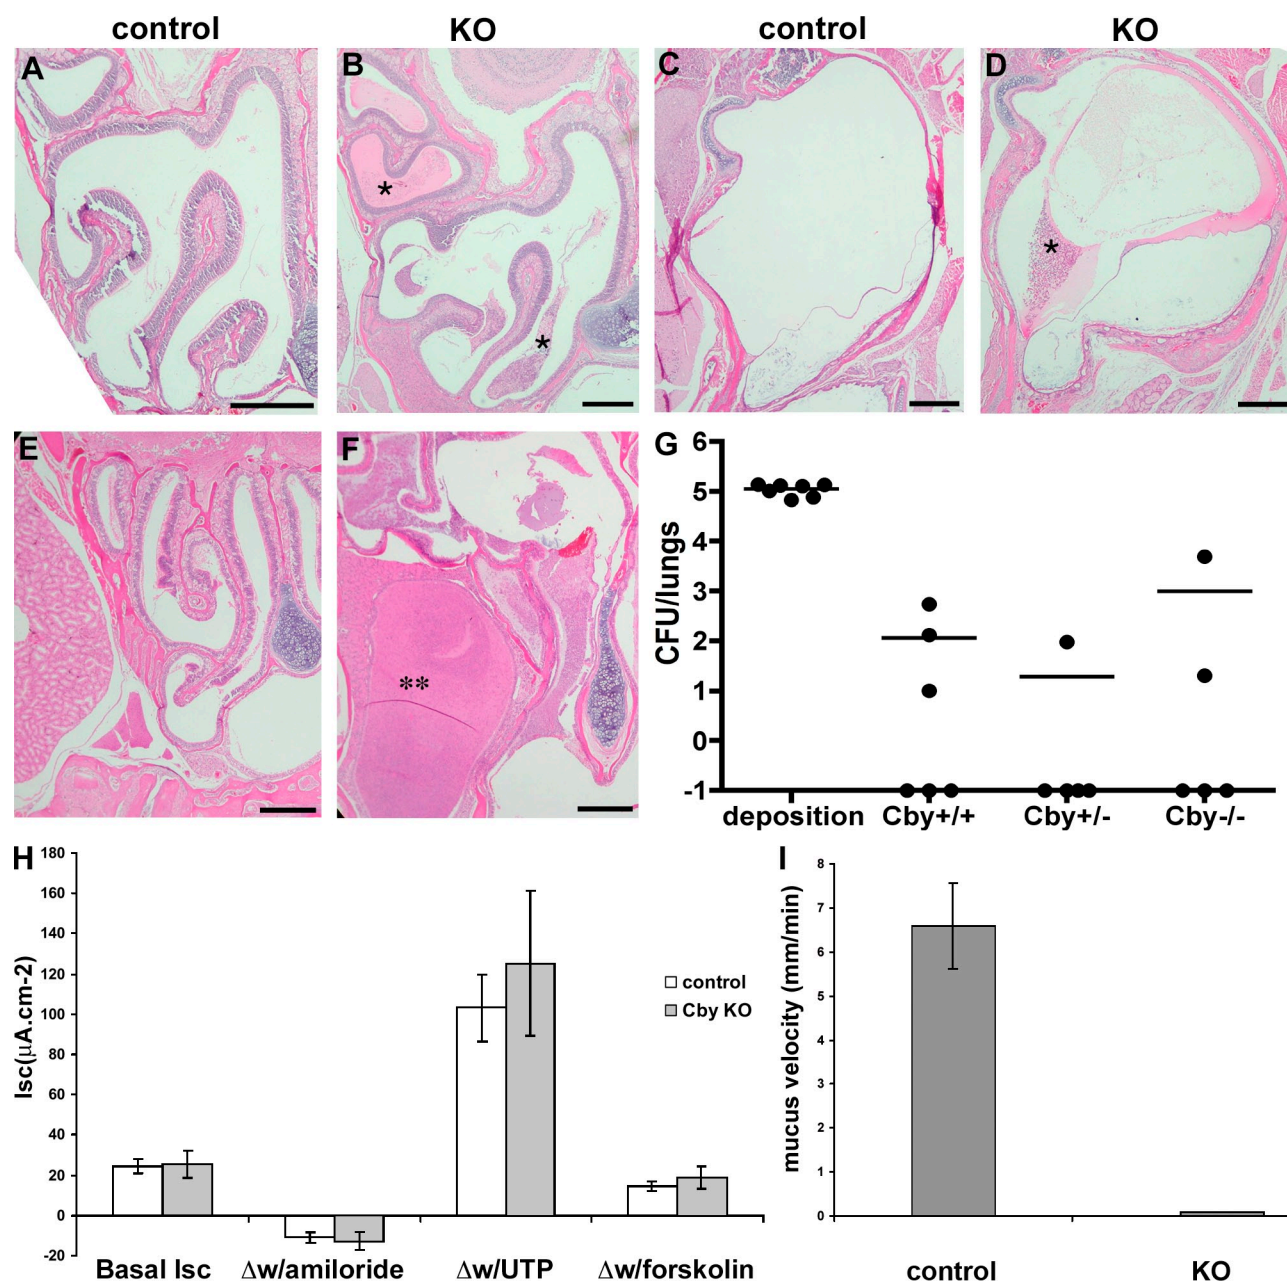 control KO control KO
A B C D
* * *
E F G
**
CFU/lungs
6
5
4
3
2
1
0
-1
deposition Cby+/+ Cby+/- Cby-/-
H
Isc(μA.cm-2)
180
160
140
120
100
80
60
40
20
0
-20
control
Cby KO
Basal Isc Δw/amiloride Δw/UTP Δw/forskolin
I
mucus velocity (mm/min)
8
7
6
5
4
3
2
1
0
control KO